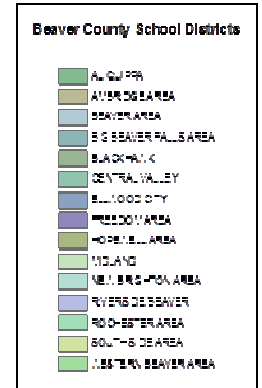 Beaver County School Districts
ALIQUIPPA
AMBRIDGE AREA
BEAVER AREA
BIG BEAVER FALLS AREA
BLACKHAWK
CENTRAL VALLEY
ELLWOOD CITY
FREEDOM AREA
HOPEWELL AREA
MIDLAND
NEW BRIGHTON AREA
RIVERSIDE BEAVER
ROCHESTER AREA
SOUTH SIDE AREA
WESTERN BEAVER AREA